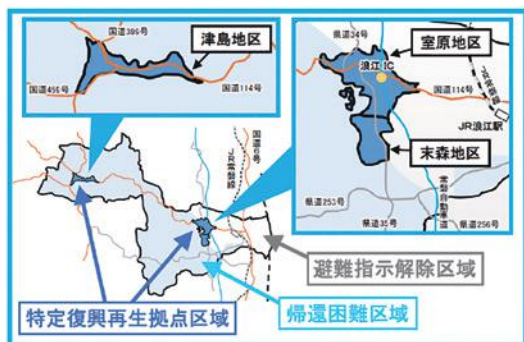 国道399号
津島地区
国道459号
国道114号
県道34号
室原地区
浪江IC
国道114号
JR常磐線
JR浪江駅
末森地区
県道253号
常磐自動車道
県道35号
県道256号
国道6号
JR常磐線
避難指示解除区域
特定復興再生拠点区域
帰還困難区域